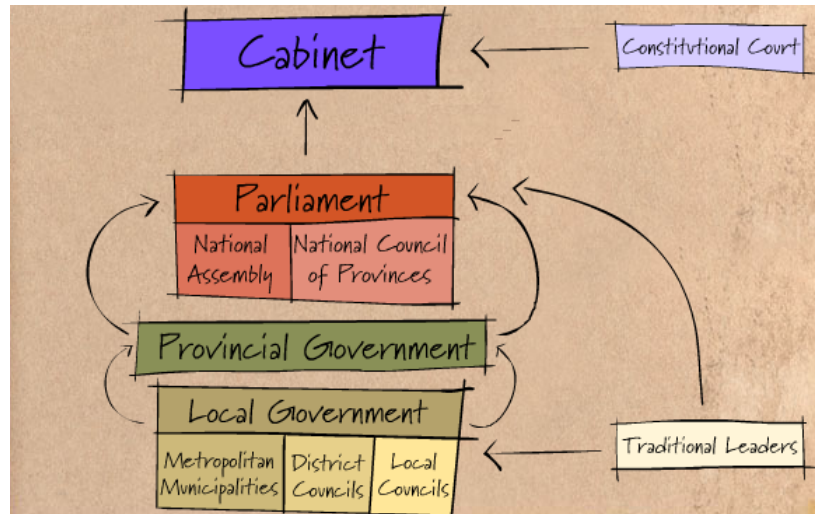 Cabinet
Constitutional Court
Parliament
National
Assembly
National Council
of Provinces
Provincial Government
Local Government
Traditional Leaders
Metropolitan
Municipalities
District
Councils
Local
Councils